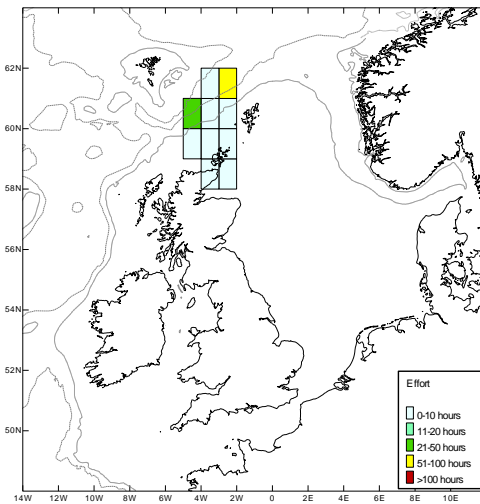 62N
60N
58N
56N
54N
52N
50N
Effort
0-10 hours
11-20 hours
21-50 hours
51-100 hours
>100 hours
14W 12W 10W 8W 6W 4W 2W 0E 2E 4E 6E 8E 10E